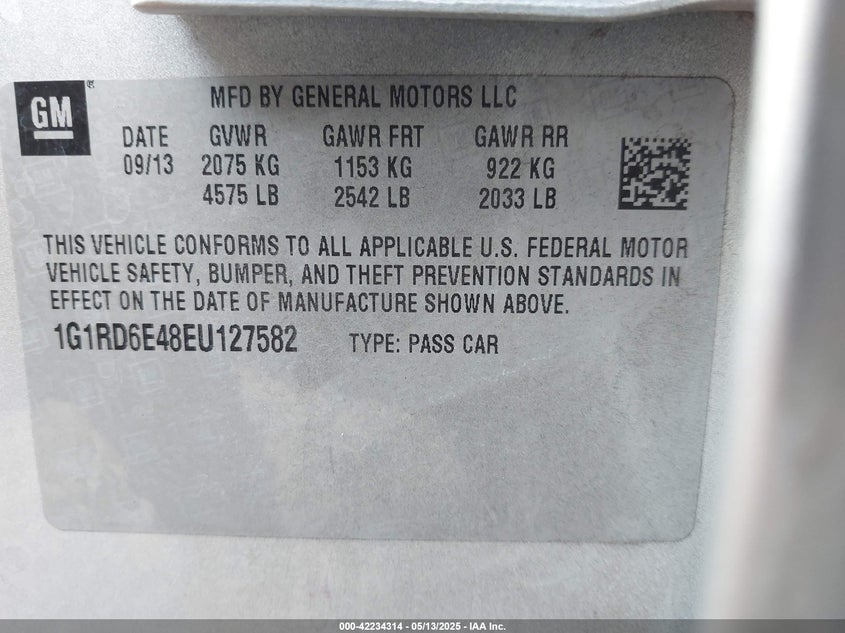 GM®
MFD BY GENERAL MOTORS LLC
DATE GVWR GAWR FRT GAWR RR
09/13 2075 KG 1153 KG 922 KG
4575 LB 2542 LB 2033 LB
THIS VEHICLE CONFORMS TO ALL APPLICABLE U.S. FEDERAL MOTOR
VEHICLE SAFETY, BUMPER, AND THEFT PREVENTION STANDARDS IN
EFFECT ON THE DATE OF MANUFACTURE SHOWN ABOVE.
1G1RD6E48EU127582 TYPE: PASS CAR
000-42234314 - 05/13/2025 - IAA Inc.